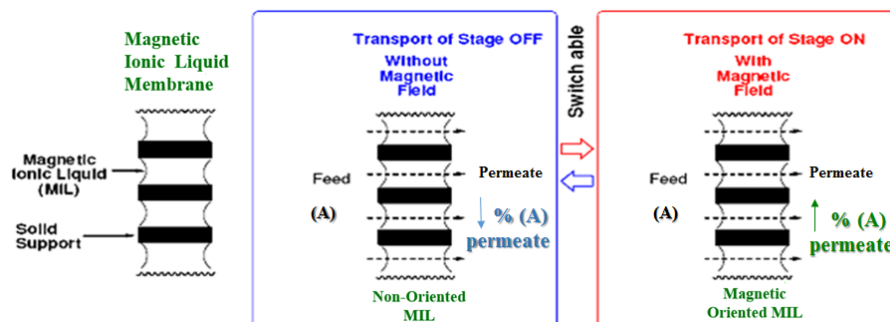 Magnetic
Ionic Liquid
Membrane
Magnetic
Ionic Liquid
(MIL)
Solid
Support
Transport of Stage OFF
Without
Magnetic
Field
Feed
(A)
Permeate
↓ % (A)
permeate
Non-Oriented
MIL
Switch able
Transport of Stage ON
With
Magnetic
Field
Feed
(A)
Permeate
↑ % (A)
permeate
Magnetic
Oriented MIL